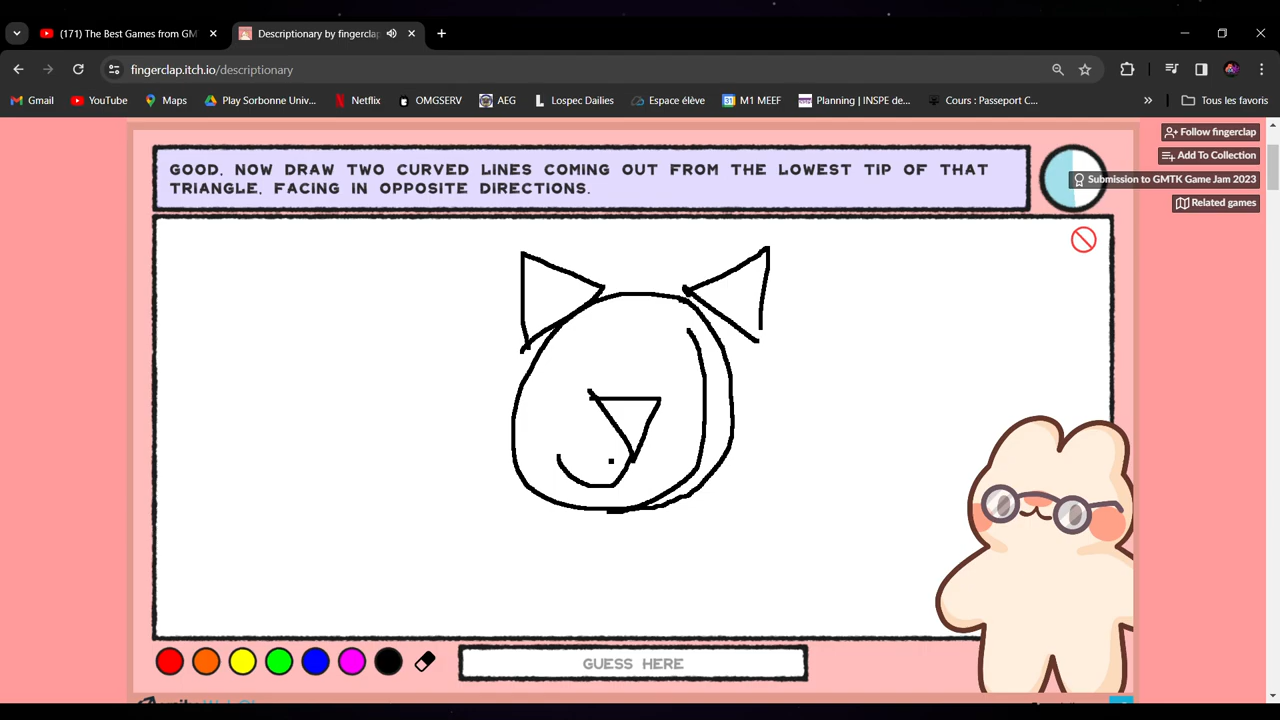 (171) The Best Games from GM
Descriptionary by fingerclap
fingerclap.itch.io/descriptionary
Gmail YouTube Maps Play Sorbonne Univ... Netflix OMGSERV AEG Lospec Dailies Espace élève M1 MEEF Planning | INSPE de... Cours : Passeport C... » Tous les favoris
Follow fingerclap
Add To Collection
Submission to GMTK Game Jam 2023
Related games
GOOD, NOW DRAW TWO CURVED LINES COMING OUT FROM THE LOWEST TIP OF THAT
TRIANGLE, FACING IN OPPOSITE DIRECTIONS.
GUESS HERE